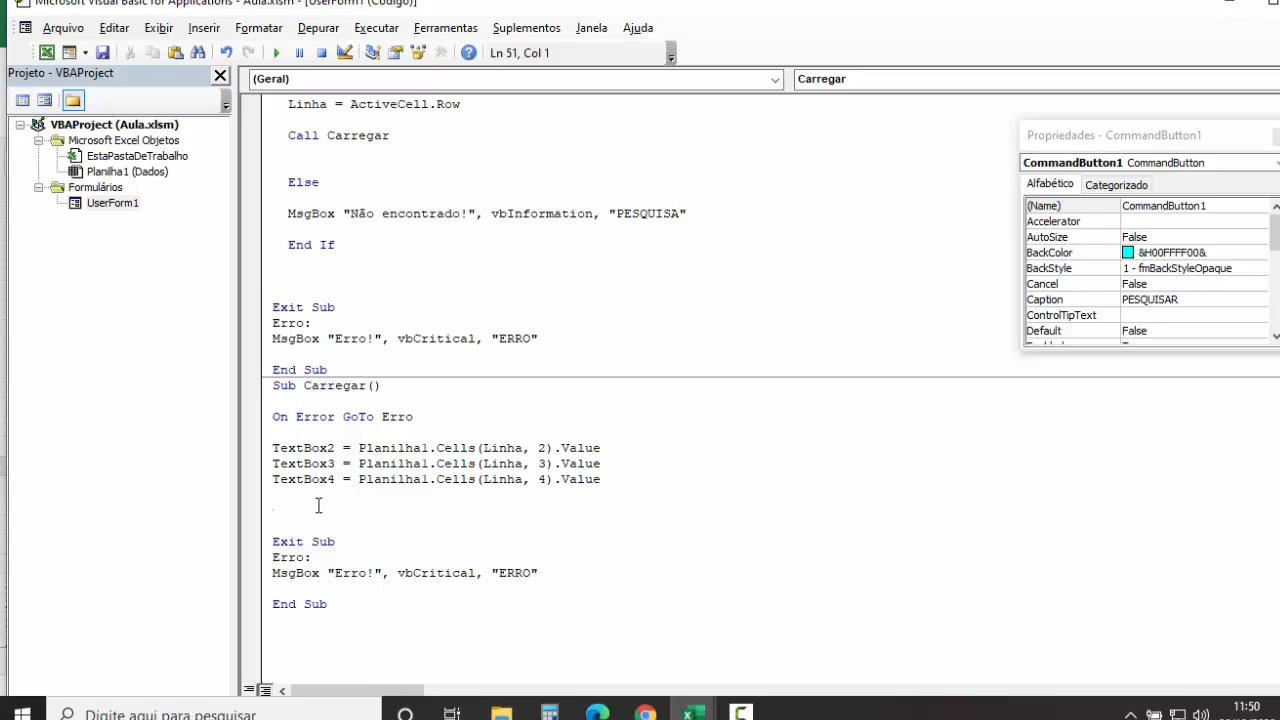 Microsoft Visual Basic for Applications - Aula.xlsm - [UserForm1 (Código)]
Arquivo Editar Exibir Inserir Formatar Depurar Executar Ferramentas Suplementos Janela Ajuda
Ln 51, Col 1
Projeto - VBAProject
VBAProject (Aula.xlsm)
Microsoft Excel Objetos
EstaPastaDeTrabalho
Planilha1 (Dados)
Formulários
UserForm1
(Geral) Carregar
Linha = ActiveCell.Row
Call Carregar
Else
MsgBox "Não encontrado!", vbInformation, "PESQUISA"
End If
Exit Sub
Erro:
MsgBox "Erro!", vbCritical, "ERRO"
End Sub
Sub Carregar()
On Error GoTo Erro
TextBox2 = Planilha1.Cells(Linha, 2).Value
TextBox3 = Planilha1.Cells(Linha, 3).Value
TextBox4 = Planilha1.Cells(Linha, 4).Value
Exit Sub
Erro:
MsgBox "Erro!", vbCritical, "ERRO"
End Sub
Propriedades - CommandButton1
CommandButton1 CommandButton
Alfabético Categorizado
(Name) CommandButton1
Accelerator
AutoSize False
BackColor &H00FFFF00&
BackStyle 1 - fmBackStyleOpaque
Cancel False
Caption PESQUISAR
ControlTipText
Default False
Digite aqui para pesquisar
11:50